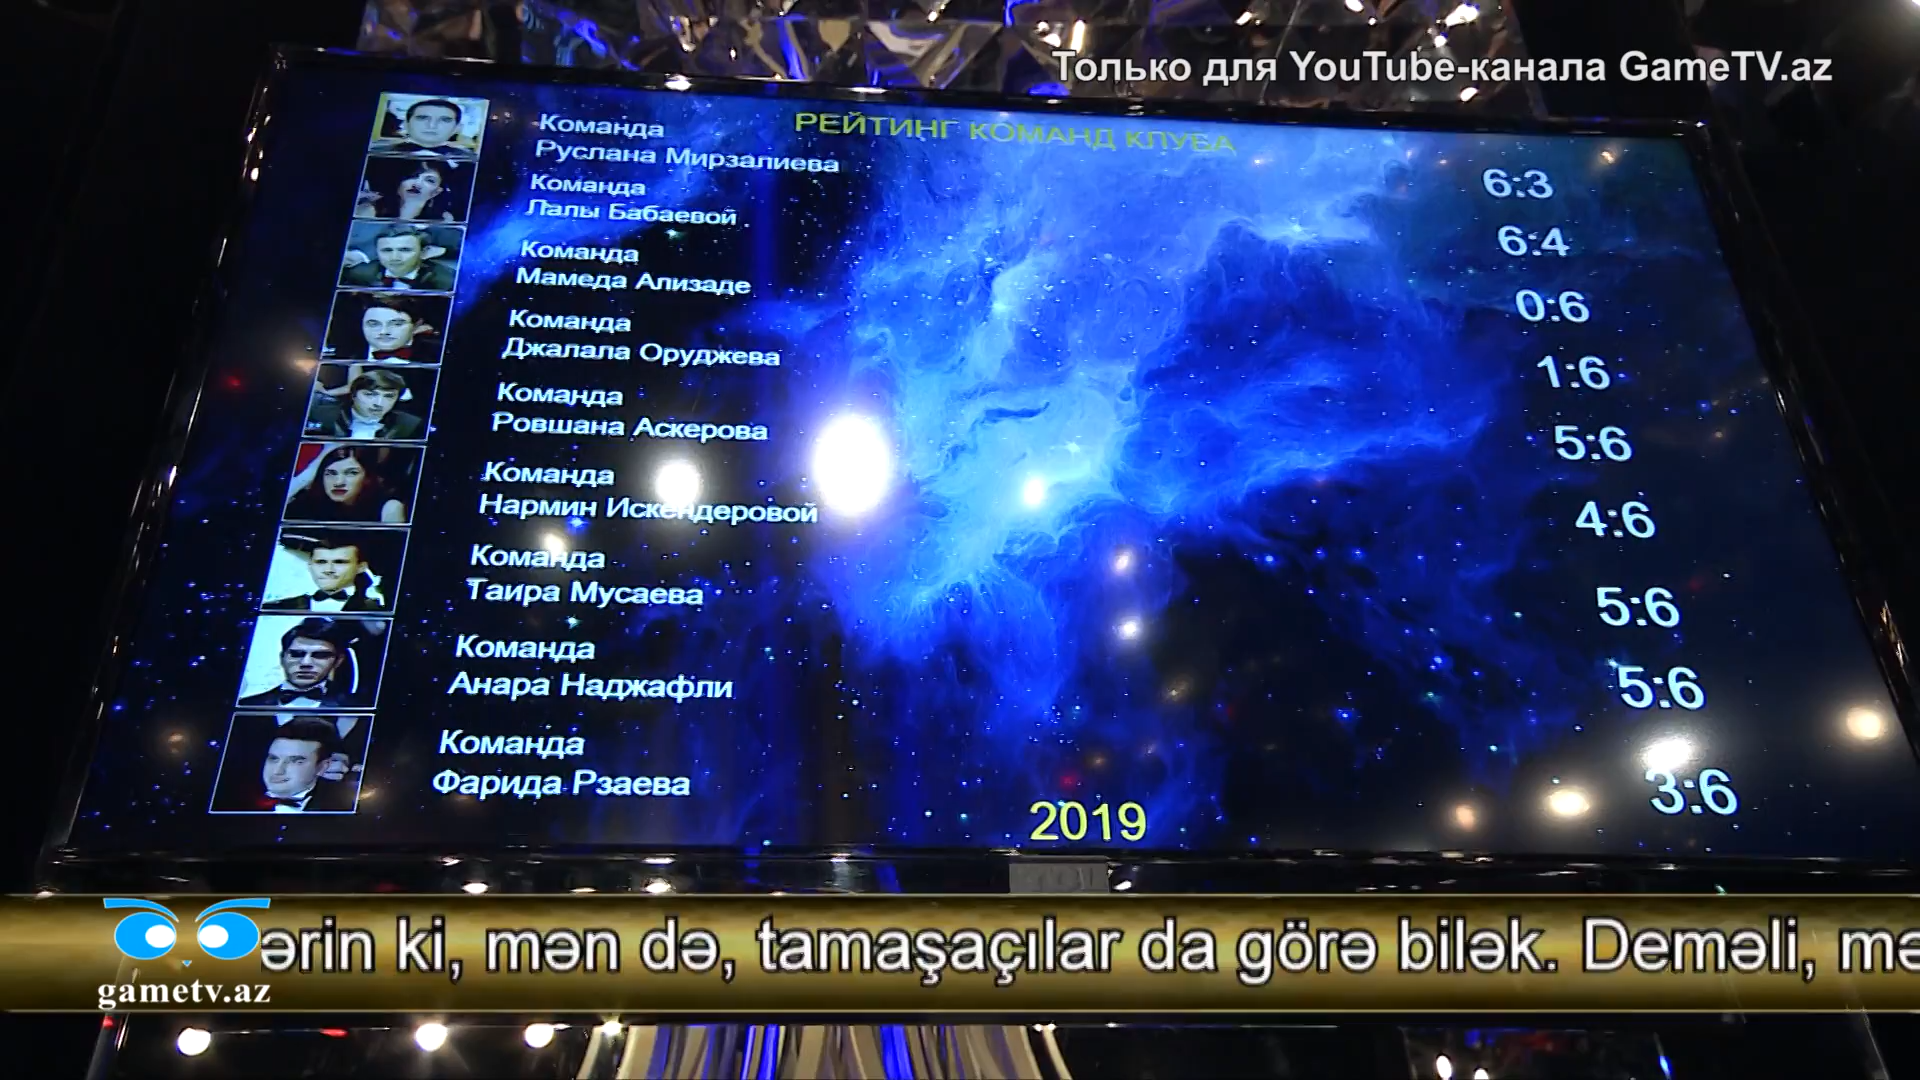 Только для YouTube-канала GameTV.az
РЕЙТИНГ КОМАНД КЛУБА
Команда
Руслана Мирзалиева
6:3
Команда
Лалы Бабаевой
6:4
Команда
Мамеда Ализаде
0:6
Команда
Джалала Оруджева
1:6
Команда
Ровшана Аскерова
5:6
Команда
Нармин Искендеровой
4:6
Команда
Таира Мусаева
5:6
Команда
Анара Наджафли
5:6
Команда
Фарида Рзаева
3:6
2019
ərin ki, mən də, tamaşaçılar da görə bilək. Deməli, mə
gametv.az